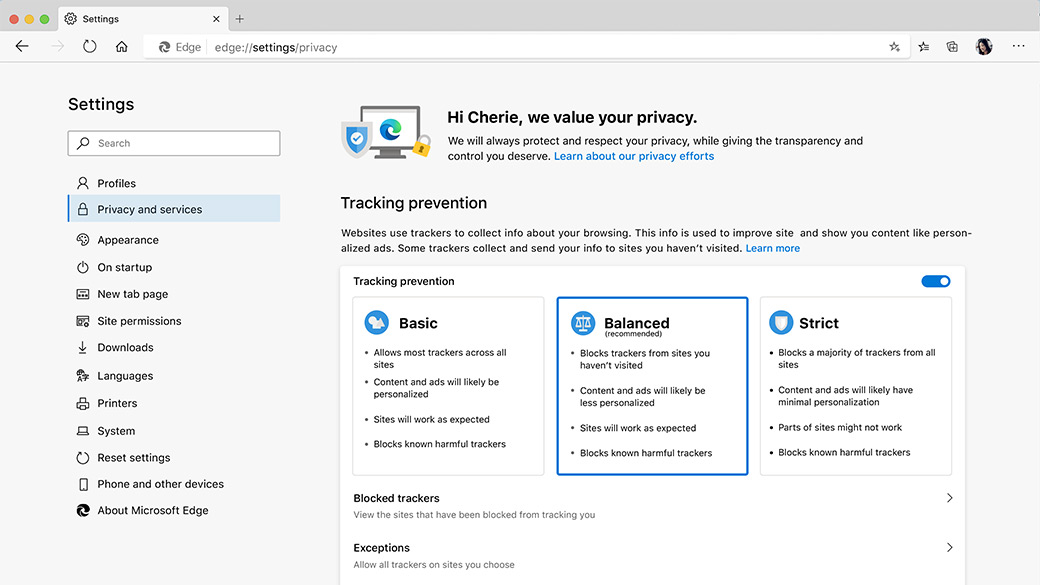 Settings
Edge
edge://settings/privacy
Settings
Search
Profiles
Privacy and services
Appearance
On startup
New tab page
Site permissions
Downloads
Languages
Printers
System
Reset settings
Phone and other devices
About Microsoft Edge
Hi Cherie, we value your privacy.
We will always protect and respect your privacy, while giving the transparency and
control you deserve. Learn about our privacy efforts
Tracking prevention
Websites use trackers to collect info about your browsing. This info is used to improve site and show you content like person-
alized ads. Some trackers collect and send your info to sites you haven't visited. Learn more
Tracking prevention
Basic
• Allows most trackers across all
sites
• Content and ads will likely be
personalized
• Sites will work as expected
• Blocks known harmful trackers
Balanced
(recommended)
• Blocks trackers from sites you
haven't visited
• Content and ads will likely be
less personalized
• Sites will work as expected
• Blocks known harmful trackers
Strict
• Blocks a majority of trackers from all
sites
• Content and ads will likely have
minimal personalization
• Parts of sites might not work
• Blocks known harmful trackers
Blocked trackers
View the sites that have been blocked from tracking you
Exceptions
Allow all trackers on sites you choose